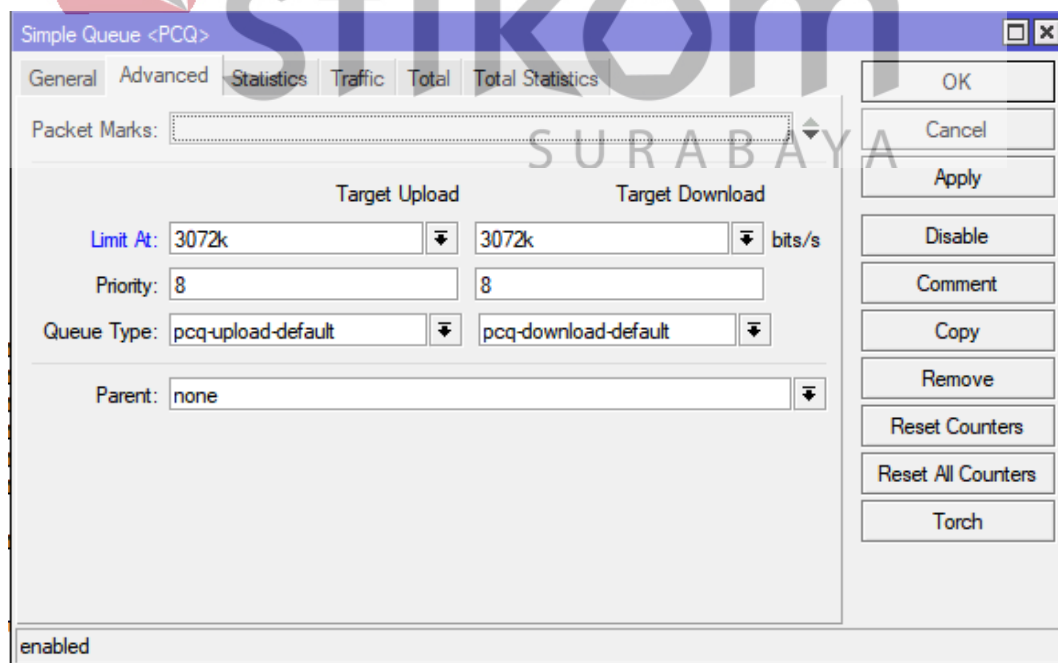 STIKOM
SURABAYA
Simple Queue <PCQ>
General Advanced Statistics Traffic Total Total Statistics
Packet Marks:
Target Upload Target Download
Limit At: 3072k 3072k bits/s
Priority: 8 8
Queue Type: pcq-upload-default pcq-download-default
Parent: none
OK
Cancel
Apply
Disable
Comment
Copy
Remove
Reset Counters
Reset All Counters
Torch
enabled